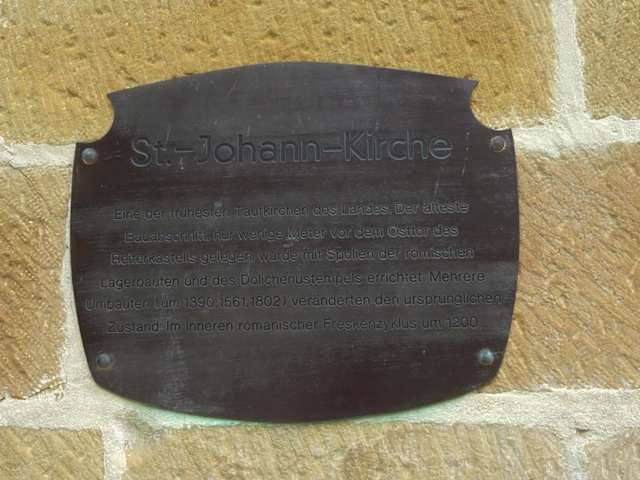 St.-Johann-Kirche
Eine der frühesten Taufkirchen des Landes. Der älteste
Bauabschnitt, nur wenige Meter vor dem Osttor des
Reiterkastells gelegen, wurde mit Spolien der römischen
Lagerbauten und des Dolichenustempels errichtet. Mehrere
Umbauten (um 1390, 1561, 1802) veränderten den ursprünglichen
Zustand. Im Inneren romanischer Freskenzyklus um 1200